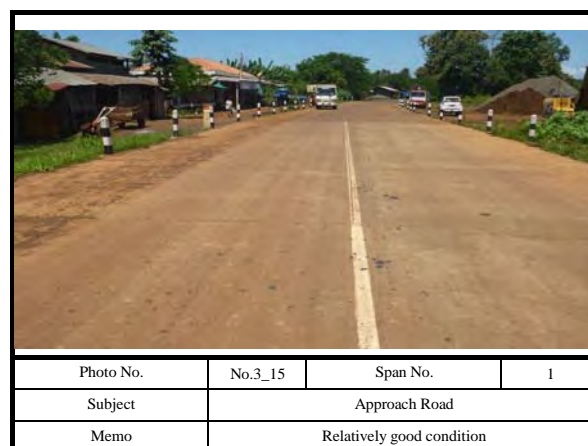 Photo No. No.3_15 Span No. 1
Subject Approach Road
Memo Relatively good condition